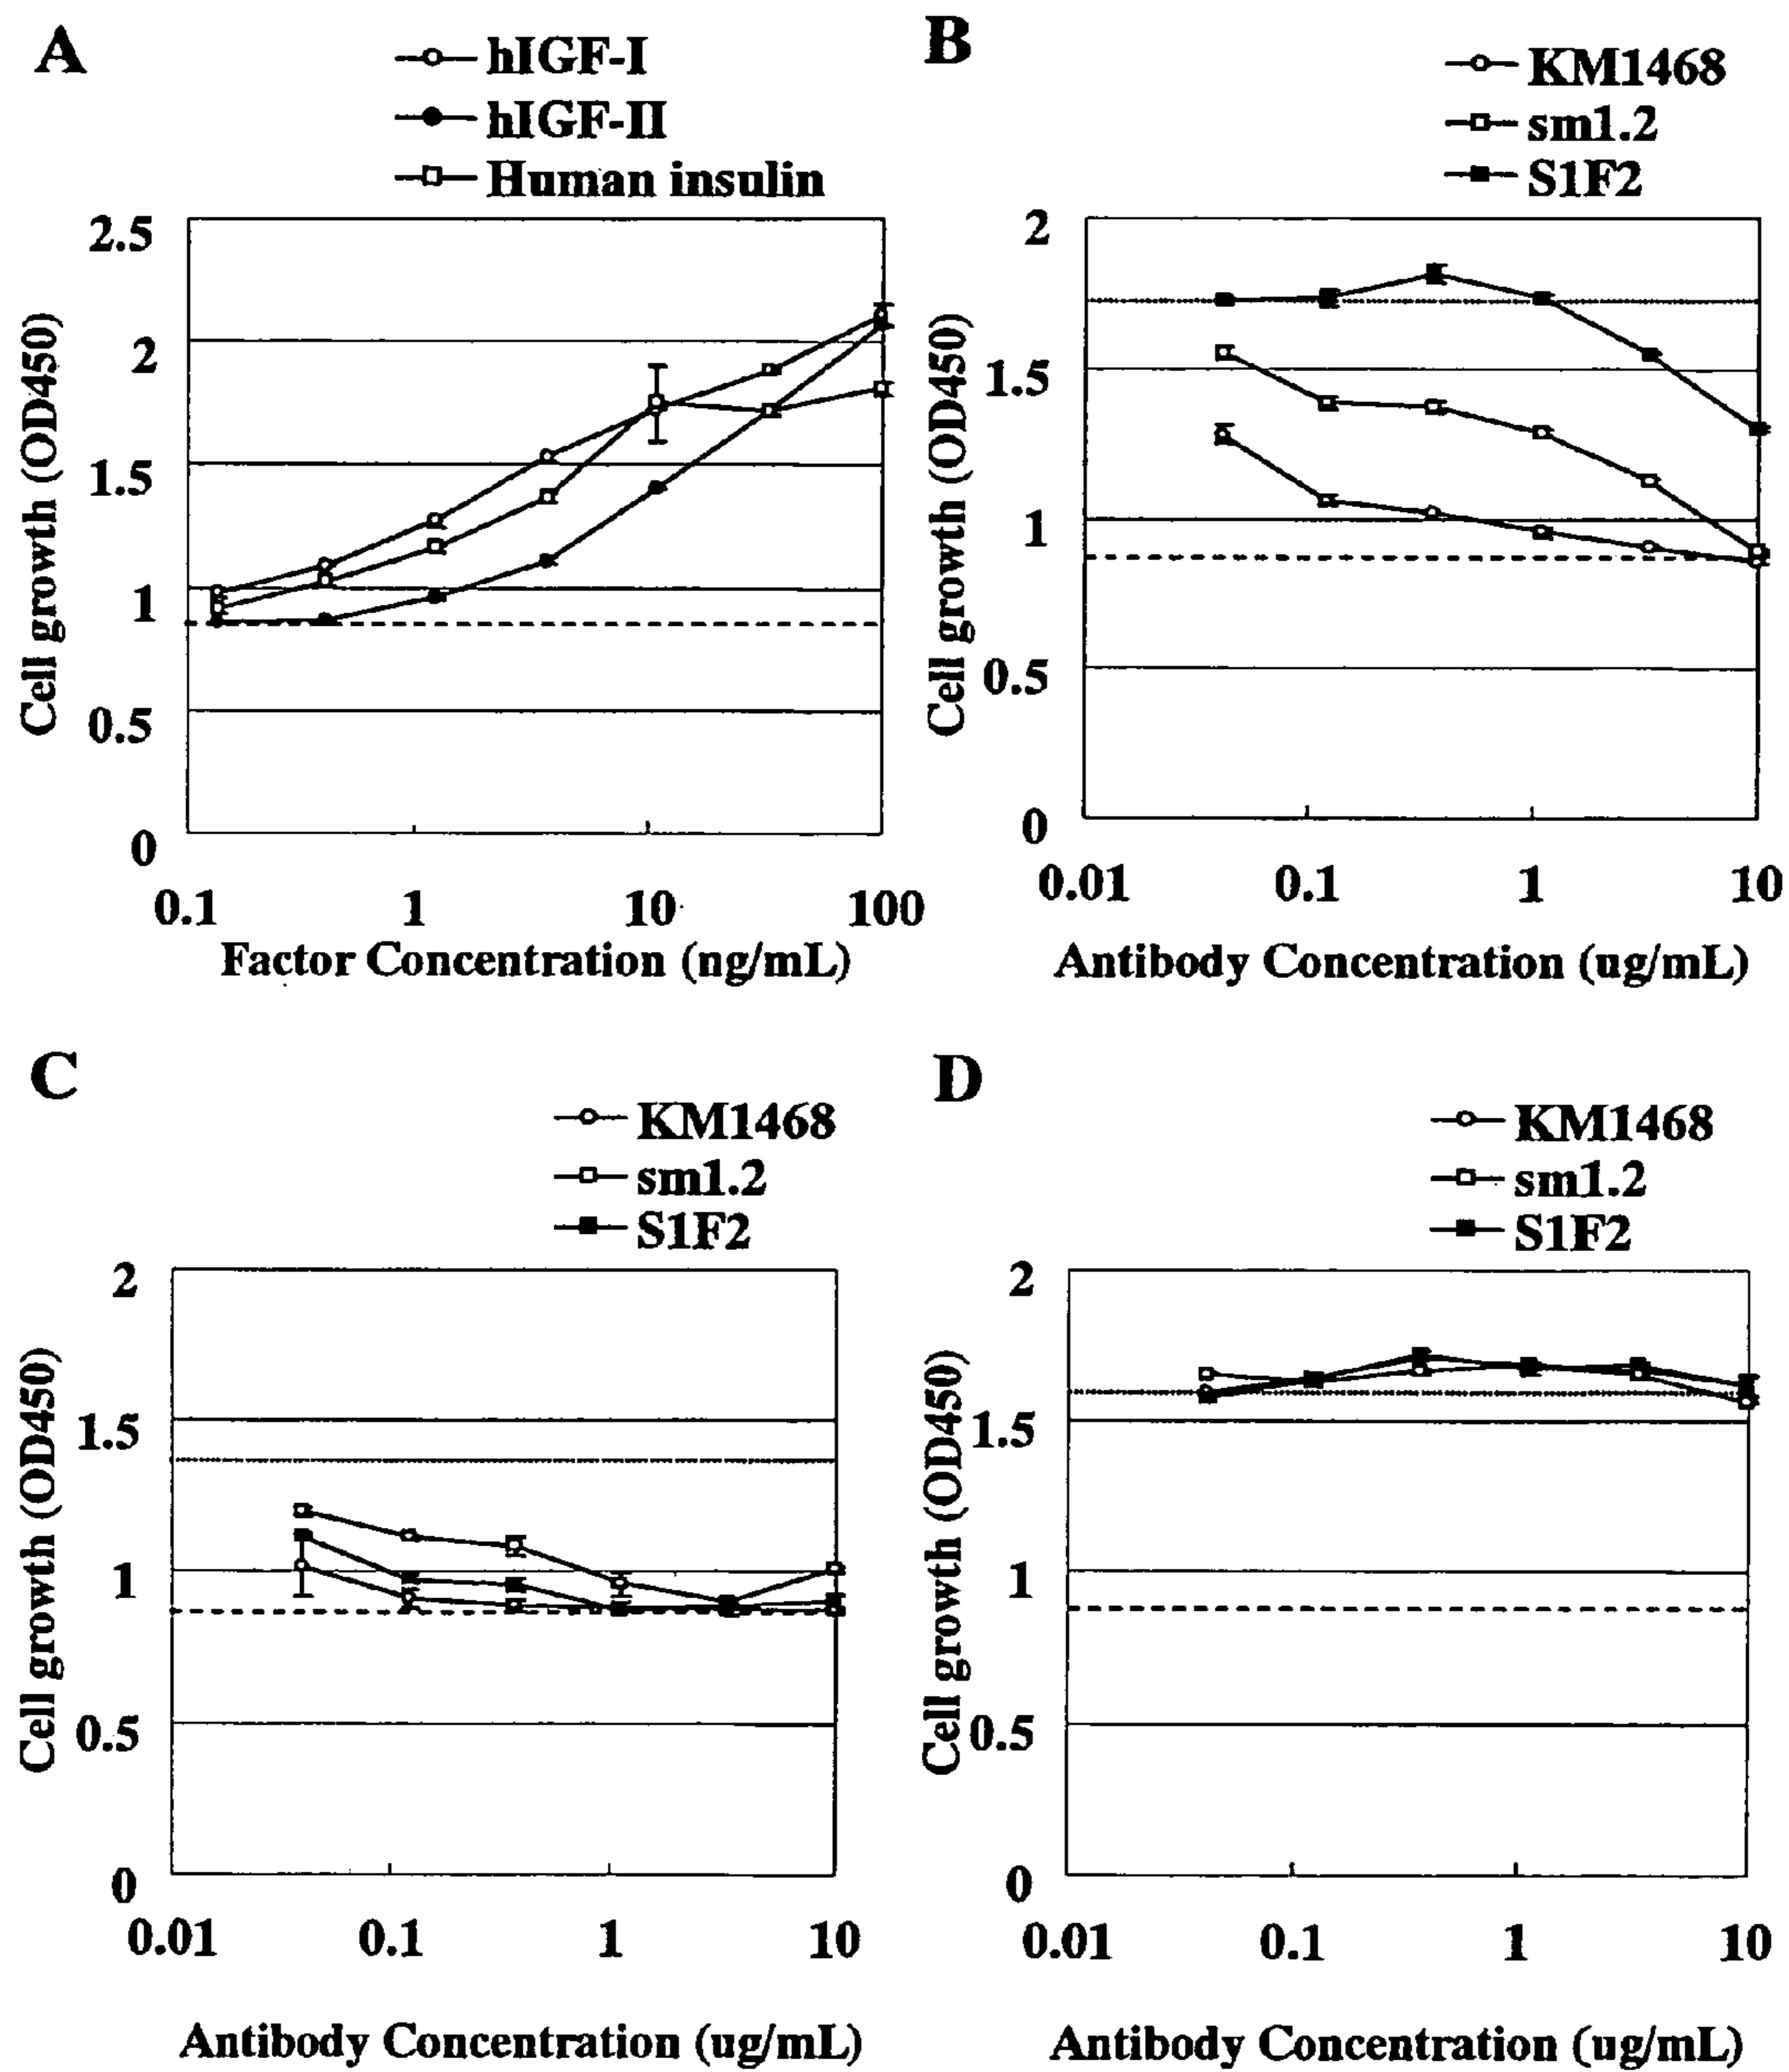 A
hIGF-I
hIGF-II
Human insulin
2.5
2
1.5
1
0.5
0
0.1 1 10 100
Cell growth (OD450)
Factor Concentration (ng/mL)
B
KM1468
sm1.2
S1F2
2
1.5
1
0.5
0
0.01 0.1 1 10
Cell growth (OD450)
Antibody Concentration (ug/mL)
C
KM1468
sm1.2
S1F2
2
1.5
1
0.5
0
0.01 0.1 1 10
Cell growth (OD450)
Antibody Concentration (ug/mL)
D
KM1468
sm1.2
S1F2
2
1.5
1
0.5
0
0.01 0.1 1 10
Cell growth (OD450)
Antibody Concentration (ug/mL)